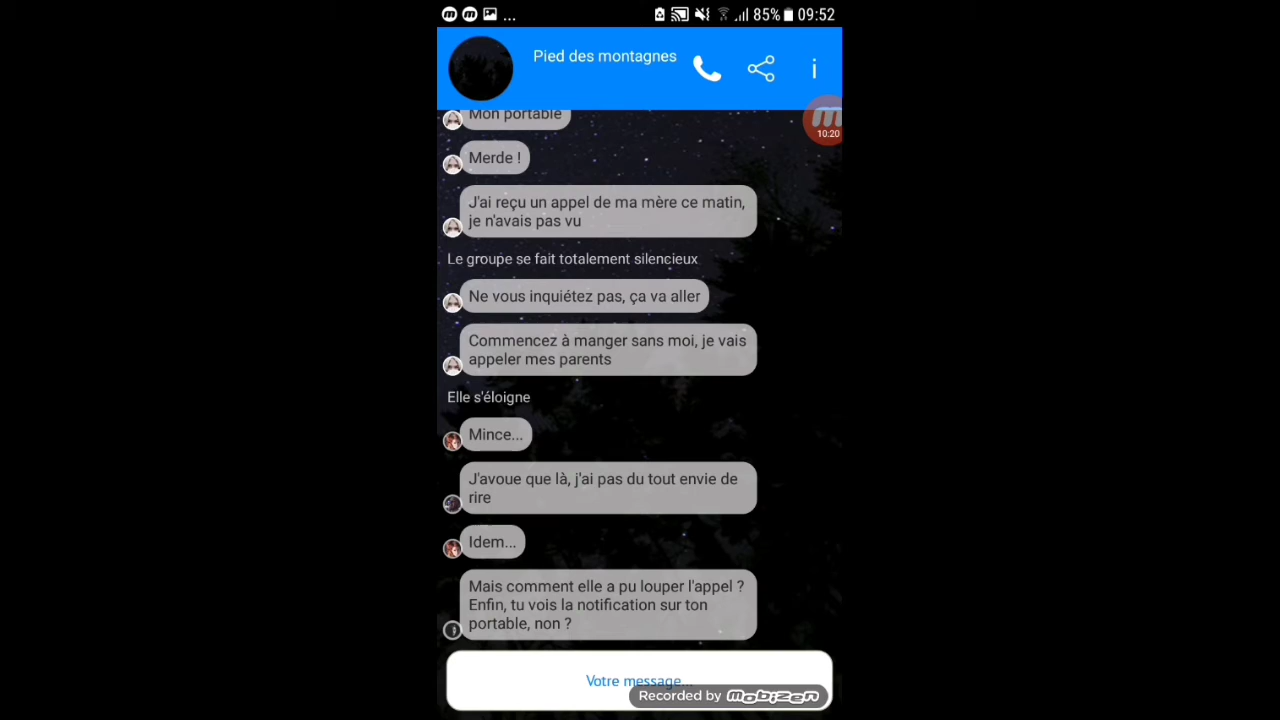 ... 85% 09:52
Pied des montagnes
Mon portable
10:20
Merde !
J'ai reçu un appel de ma mère ce matin,
je n'avais pas vu
Le groupe se fait totalement silencieux
Ne vous inquiétez pas, ça va aller
Commencez à manger sans moi, je vais
appeler mes parents
Elle s'éloigne
Mince...
J'avoue que là, j'ai pas du tout envie de
rire
Idem...
Mais comment elle a pu louper l'appel ?
Enfin, tu vois la notification sur ton
portable, non ?
Votre message...
Recorded by mobizen